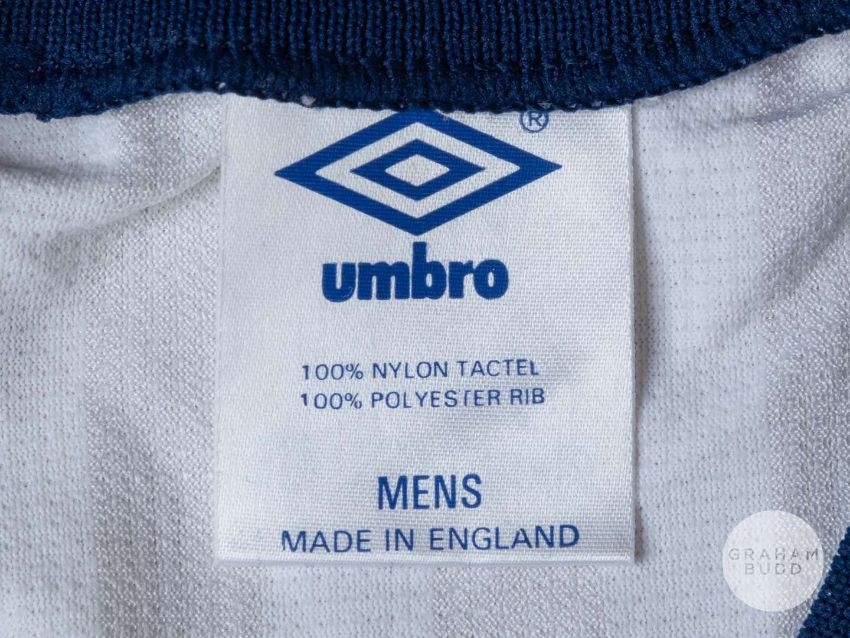 ®
umbro
100% NYLON TACTEL
100% POLYESTER RIB
MENS
MADE IN ENGLAND
GRAHAM
BUDD